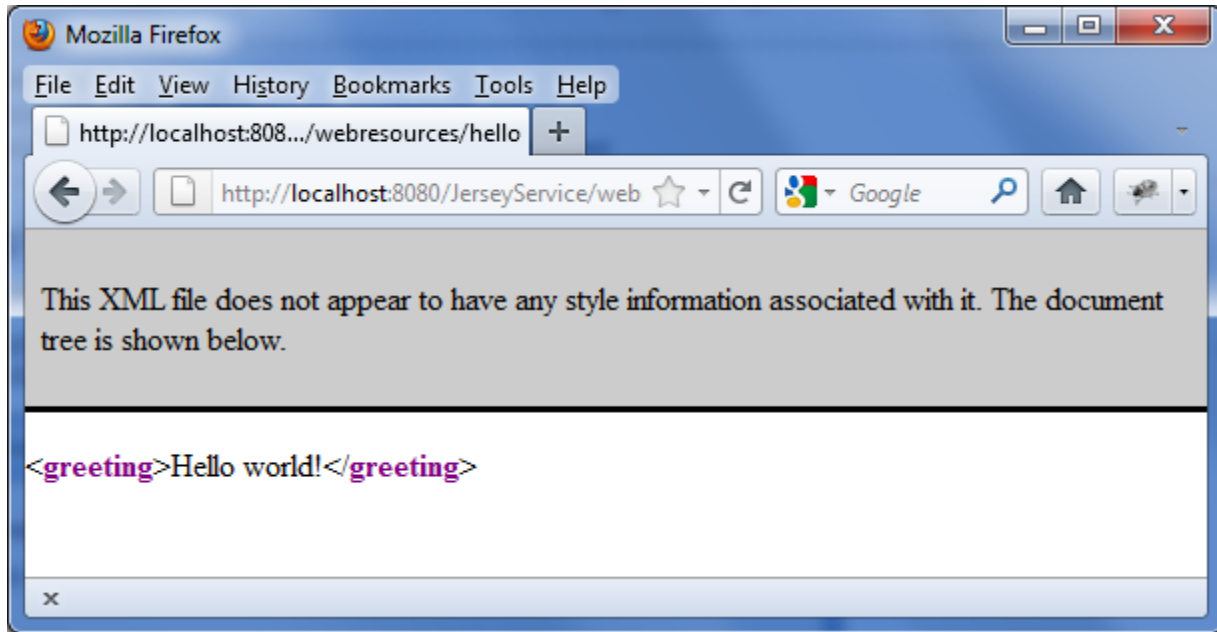 Mozilla Firefox
File Edit View History Bookmarks Tools Help
http://localhost:808.../webresources/hello +
http://localhost:8080/JerseyService/web Google
This XML file does not appear to have any style information associated with it. The document
tree is shown below.
<greeting>Hello world!</greeting>